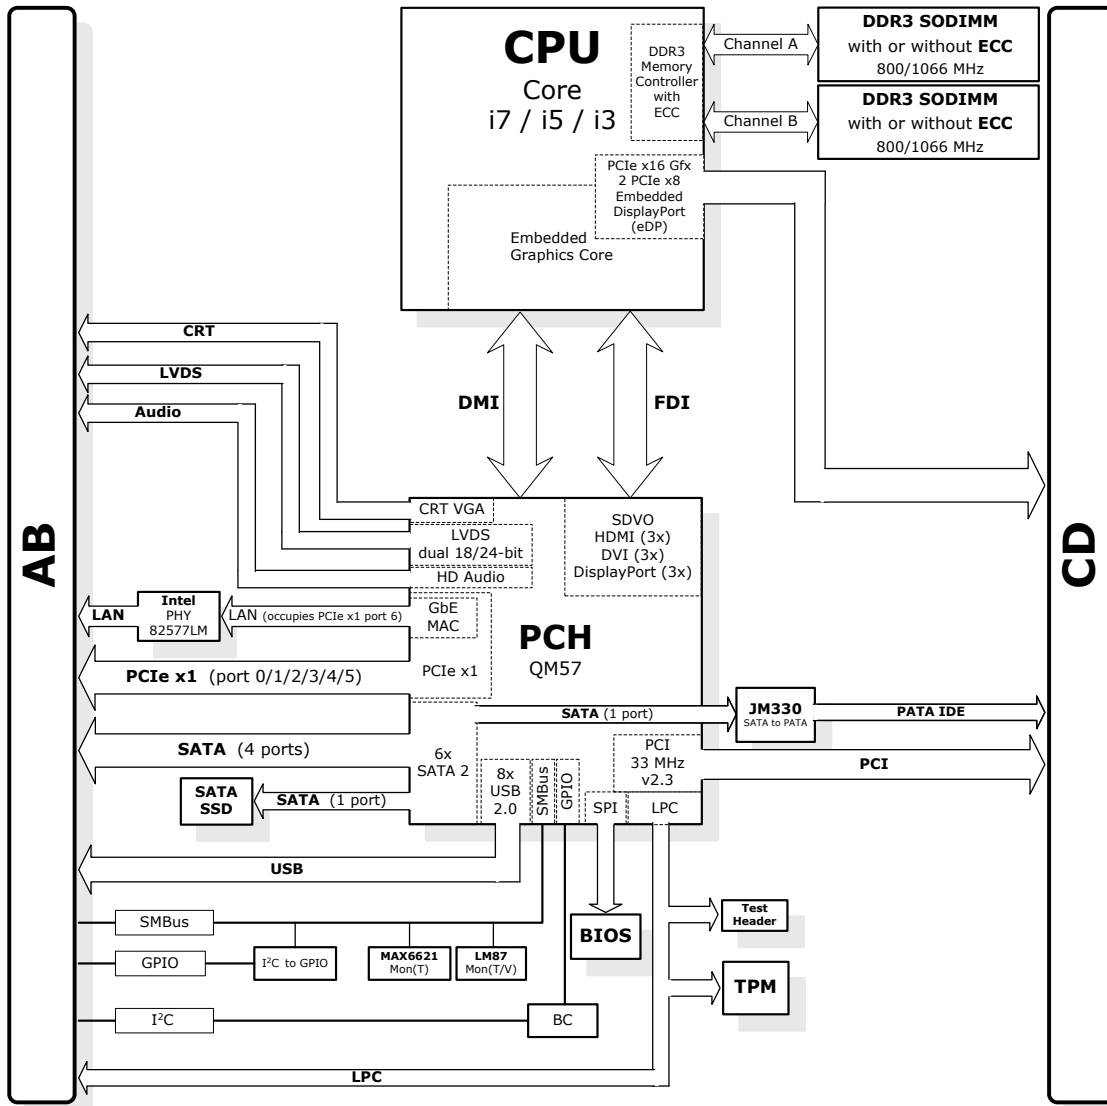 AB
CD
CPU
Core
i7 / i5 / i3
DDR3
Memory
Controller
with
ECC
Channel A
Channel B
DDR3 SODIMM
with or without ECC
800/1066 MHz
DDR3 SODIMM
with or without ECC
800/1066 MHz
PCIe x16 Gfx
2 PCIe x8
Embedded
DisplayPort
(eDP)
Embedded
Graphics Core
CRT
LVDS
Audio
DMI
FDI
CRT VGA
LVDS
dual 18/24-bit
HD Audio
SDVO
HDMI (3x)
DVI (3x)
DisplayPort (3x)
LAN
Intel
PHY
82577LM
LAN (occupies PCIe x1 port 6)
GbE
MAC
PCH
QM57
PCIe x1 (port 0/1/2/3/4/5)
PCIe x1
SATA (1 port)
JM330
SATA to PATA
PATA IDE
SATA (4 ports)
6x
SATA 2
PCI
33 MHz
v2.3
PCI
SATA
SSD
SATA (1 port)
8x
USB
2.0
SMBus
GPIO
SPI
LPC
USB
SMBus
GPIO
I²C to GPIO
MAX6621
Mon(T)
LM87
Mon(T/V)
BIOS
Test
Header
TPM
I²C
BC
LPC